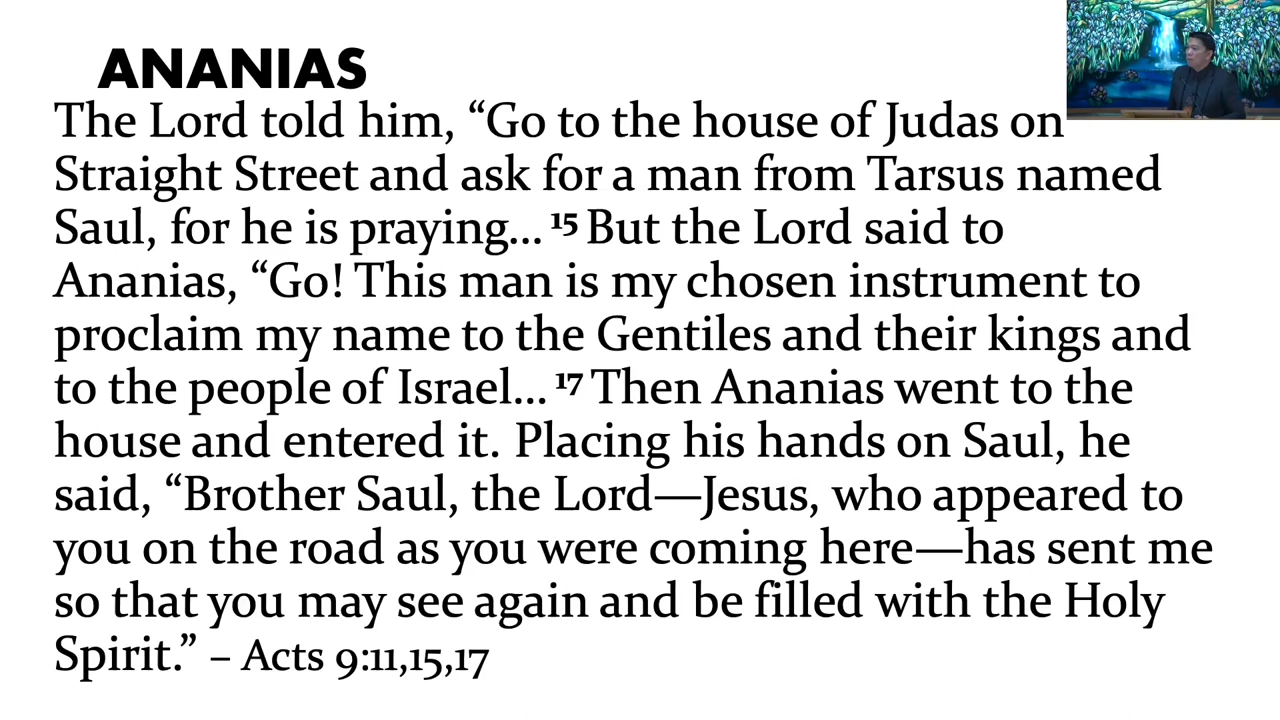 ANANIAS
The Lord told him, “Go to the house of Judas on
Straight Street and ask for a man from Tarsus named
Saul, for he is praying... 15 But the Lord said to
Ananias, “Go! This man is my chosen instrument to
proclaim my name to the Gentiles and their kings and
to the people of Israel... 17 Then Ananias went to the
house and entered it. Placing his hands on Saul, he
said, “Brother Saul, the Lord—Jesus, who appeared to
you on the road as you were coming here—has sent me
so that you may see again and be filled with the Holy
Spirit.” – Acts 9:11,15,17